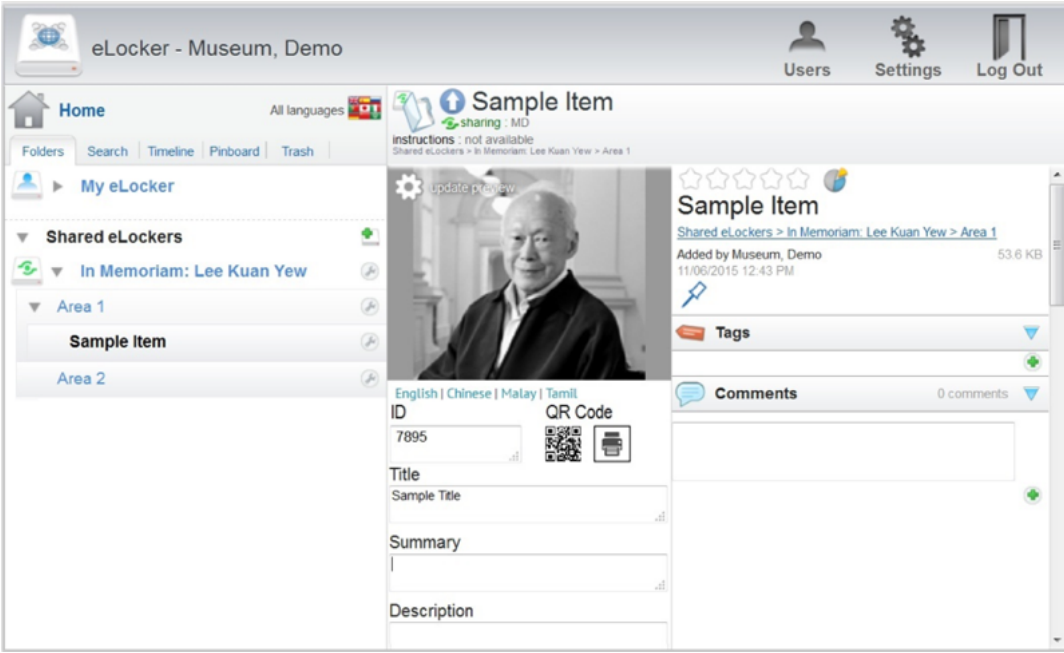 eLocker - Museum, Demo
Users
Settings
Log Out
Home
All languages
Folders
Search
Timeline
Pinboard
Trash
My eLocker
Shared eLockers
In Memoriam: Lee Kuan Yew
Area 1
Sample Item
Area 2
Sample Item
sharing : MD
instructions : not available
Shared eLockers > In Memoriam: Lee Kuan Yew > Area 1
update preview
English | Chinese | Malay | Tamil
ID
QR Code
7895
Title
Sample Title
Summary
Description
Sample Item
Shared eLockers > In Memoriam: Lee Kuan Yew > Area 1
Added by Museum, Demo
53.6 KB
11/06/2015 12:43 PM
Tags
Comments
0 comments